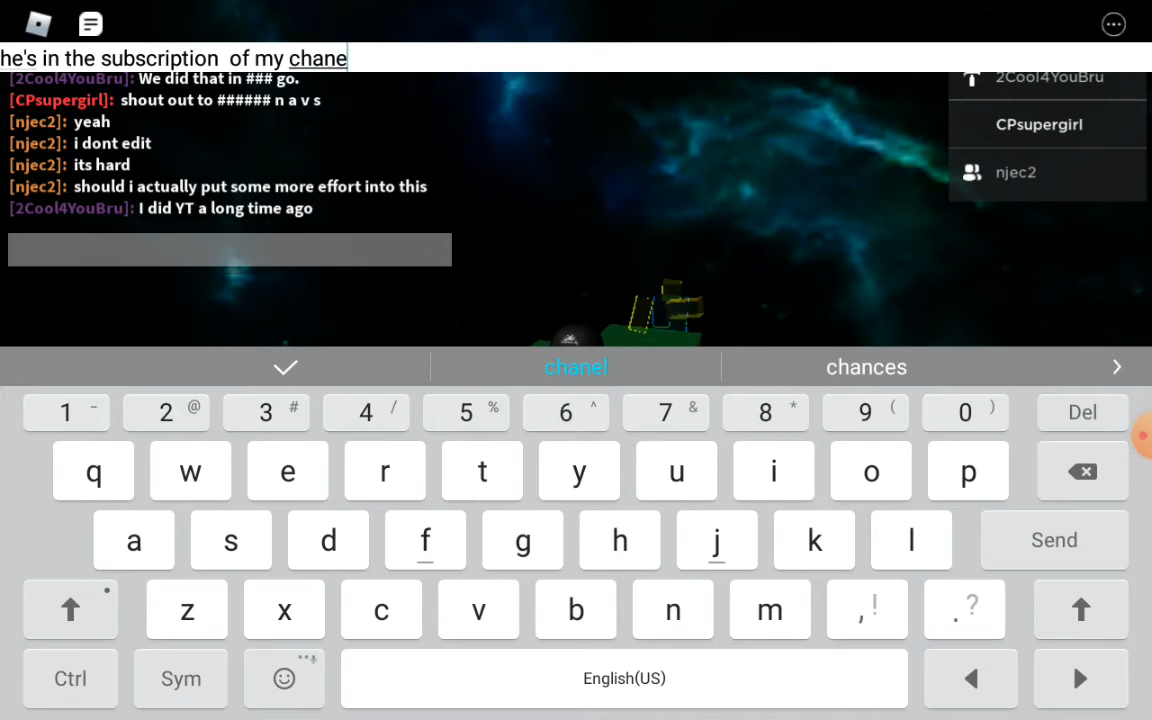 he's in the subscription  of my chane
[2Cool4YouBru]: We did that in ### go.
2Cool4YouBru
[CPsupergirl]: shout out to ###### n a v s
CPsupergirl
[njec2]: yeah
[njec2]: i dont edit
[njec2]: its hard
njec2
[njec2]: should i actually put some more effort into this
[2Cool4YouBru]: I did YT a long time ago
chanel chances
1 - 2 @ 3 # 4 / 5 % 6 ^ 7 & 8 * 9 ( 0 ) Del
q w e r t y u i o p
a s d f g h j k l Send
z x c v b n m , ! . ?
Ctrl Sym English(US)